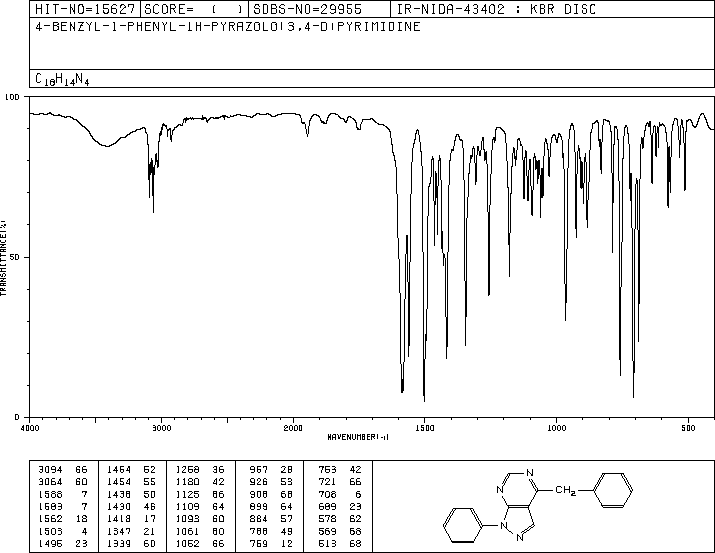 HIT-NO=15627 SCORE= ( ) SDBS-NO=29955 IR-NIDA-43402 : KBR DISC
4-BENZYL-1-PHENYL-1H-PYRAZOLO(3,4-D)PYRIMIDINE
C18H14N4
100
TRANSMITTANCE(%)
50
0
4000 3000 2000 1500 1000 500
WAVENUMBER(-1)
3094 66 1464 52 1258 36 967 28 753 42
3064 60 1454 55 1180 42 926 53 721 66
1588 7 1438 50 1125 86 908 68 708 6
1583 7 1430 46 1109 64 899 64 689 23
1562 18 1418 17 1093 60 884 57 578 62
1503 4 1347 21 1061 80 788 49 569 68
1495 23 1339 60 1052 66 759 12 513 68
N
N
CH2
N
N